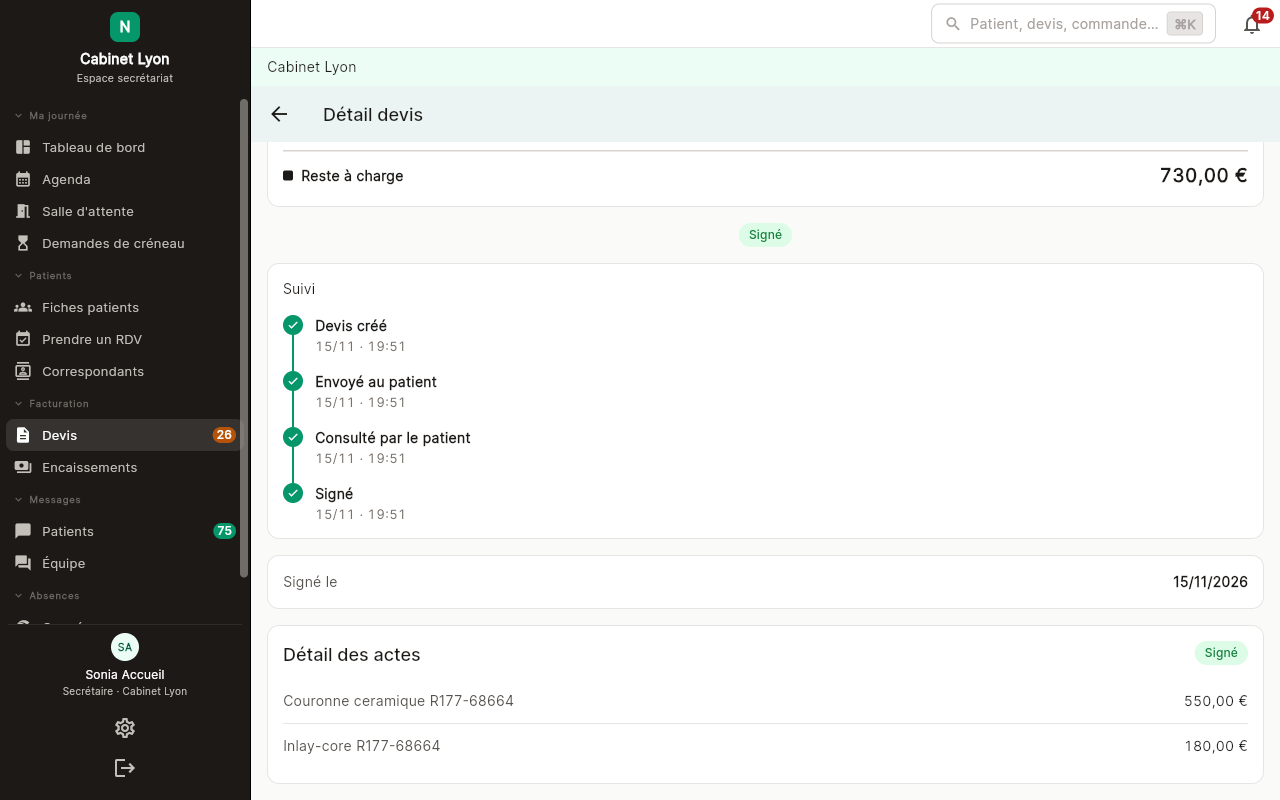 N
Cabinet Lyon
Espace secrétariat
Ma journée
Tableau de bord
Agenda
Salle d'attente
Demandes de créneau
Patients
Fiches patients
Prendre un RDV
Correspondants
Facturation
Devis
26
Encaissements
Messages
Patients
75
Équipe
Absences
SA
Sonia Accueil
Secrétaire · Cabinet Lyon
Patient, devis, commande...
⌘K
14
Cabinet Lyon
Détail devis
Reste à charge
730,00 €
Signé
Suivi
Devis créé
15/11 · 19:51
Envoyé au patient
15/11 · 19:51
Consulté par le patient
15/11 · 19:51
Signé
15/11 · 19:51
Signé le
15/11/2026
Détail des actes
Signé
Couronne ceramique R177-68664
550,00 €
Inlay-core R177-68664
180,00 €